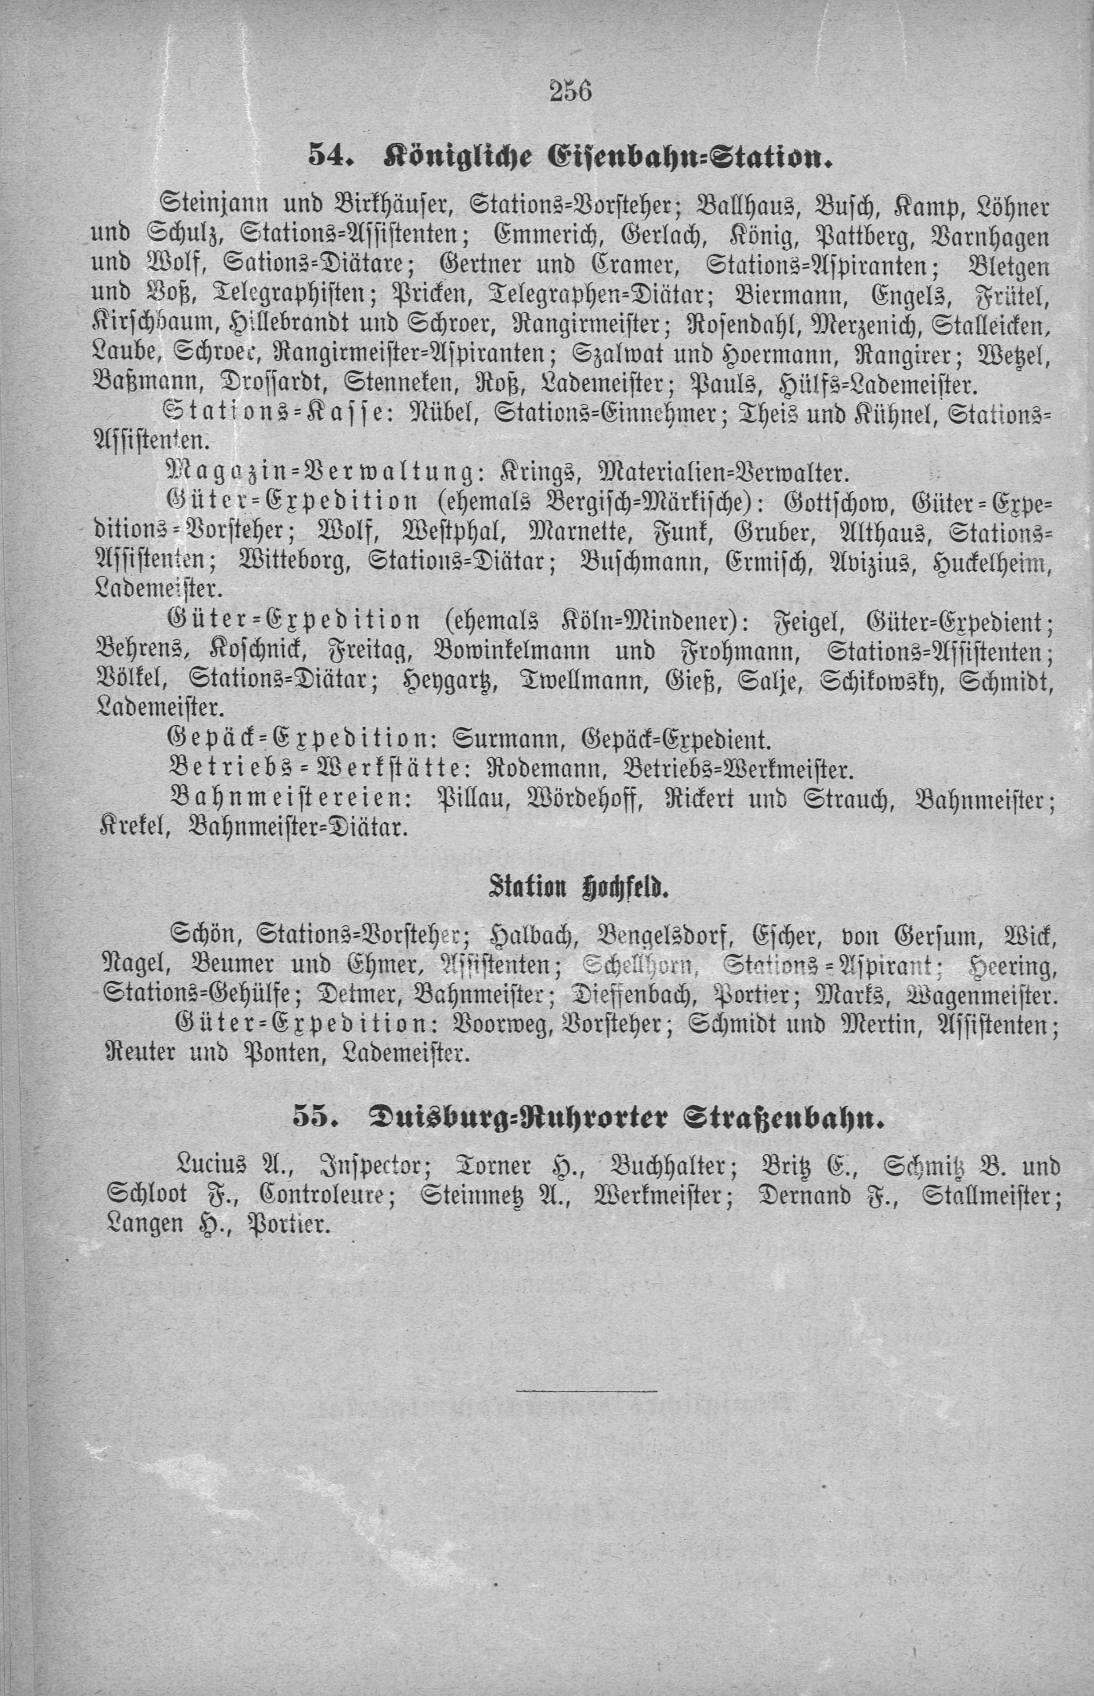 256
54. Königliche Eisenbahn-Station.
Steinjann und Birkhäuser, Stations-Vorsteher; Ballhaus, Busch, Kamp, Löhner
und Schulz, Stations-Assistenten; Emmerich, Gerlach, König, Pattberg, Varnhagen
und Wolf, Sations-Diätare; Gertner und Cramer, Stations-Aspiranten; Bletgen
und Voß, Telegraphisten; Pricken, Telegraphen-Diätar; Biermann, Engels, Frütel,
Kirschbaum, Hillebrandt und Schroer, Rangirmeister; Rosendahl, Merzenich, Stalleicken,
Laube, Schroer, Rangirmeister-Aspiranten; Szalwat und Hoermann, Rangirer; Wetzel,
Baßmann, Drossardt, Stenneken, Roß, Lademeister; Pauls, Hülfs-Lademeister.
Stations-Kasse: Nübel, Stations-Einnehmer; Theis und Kühnel, Stations-
Assistenten.
Magazin-Verwaltung: Krings, Materialien-Verwalter.
Güter-Expedition (ehemals Bergisch-Märkische): Gottschow, Güter-Expe-
ditions-Vorsteher; Wolf, Westphal, Marnette, Funk, Gruber, Althaus, Stations-
Assistenten; Witteborg, Stations-Diätar; Buschmann, Ermisch, Avizius, Huckelheim,
Lademeister.
Güter-Expedition (ehemals Köln-Mindener): Feigel, Güter-Expedient;
Behrens, Koschnick, Freitag, Bowinkelmann und Frohmann, Stations-Assistenten;
Völkel, Stations-Diätar; Heygartz, Twellmann, Gieß, Salje, Schikowsky, Schmidt,
Lademeister.
Gepäck-Expedition: Surmann, Gepäck-Expedient.
Betriebs-Werkstätte: Rodemann, Betriebs-Werkmeister.
Bahnmeistereien: Pillau, Wördehoff, Rickert und Strauch, Bahnmeister;
Krekel, Bahnmeister-Diätar.
Station Hochfeld.
Schön, Stations-Vorsteher; Halbach, Bengelsdorf, Escher, von Gersum, Wick,
Nagel, Beumer und Ehmer, Assistenten; Schellhorn, Stations-Aspirant; Heering,
Stations-Gehülfe; Detmer, Bahnmeister; Dieffenbach, Portier; Marks, Wagenmeister.
Güter-Expedition: Voorweg, Vorsteher; Schmidt und Mertin, Assistenten;
Reuter und Ponten, Lademeister.
55. Duisburg-Ruhrorter Straßenbahn.
Lucius A., Inspector; Torner H., Buchhalter; Britz E., Schmitz B. und
Schloot F., Controleure; Steinmetz A., Werkmeister; Dernand F., Stallmeister;
Langen H., Portier.